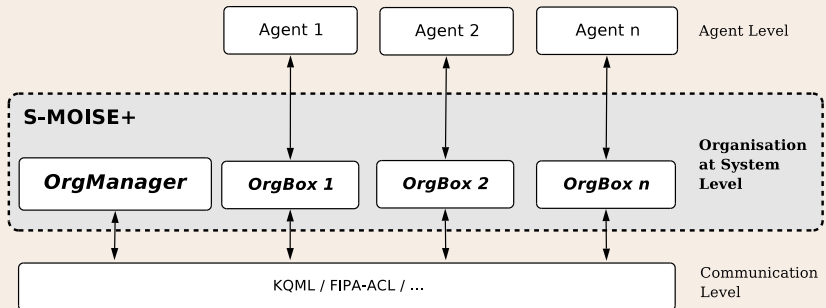 Agent 1
Agent 2
Agent n
Agent Level
S-MOISE+
Organisation
at System
Level
OrgManager
OrgBox 1
OrgBox 2
OrgBox n
KQML / FIPA-ACL / ...
Communication
Level